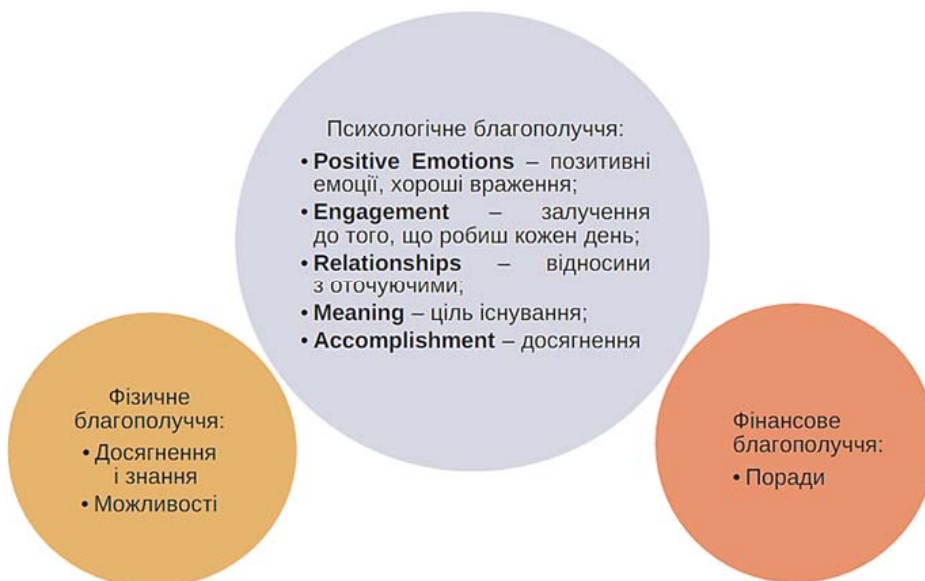 Психологічне благополуччя:
• Positive Emotions – позитивні
емоції, хороші враження;
• Engagement – залучення
до того, що робиш кожен день;
• Relationships – відносини
з оточуючими;
• Meaning – ціль існування;
• Accomplishment – досягнення
Фізичне
благополуччя:
• Досягнення
і знання
• Можливості
Фінансове
благополуччя:
• Поради